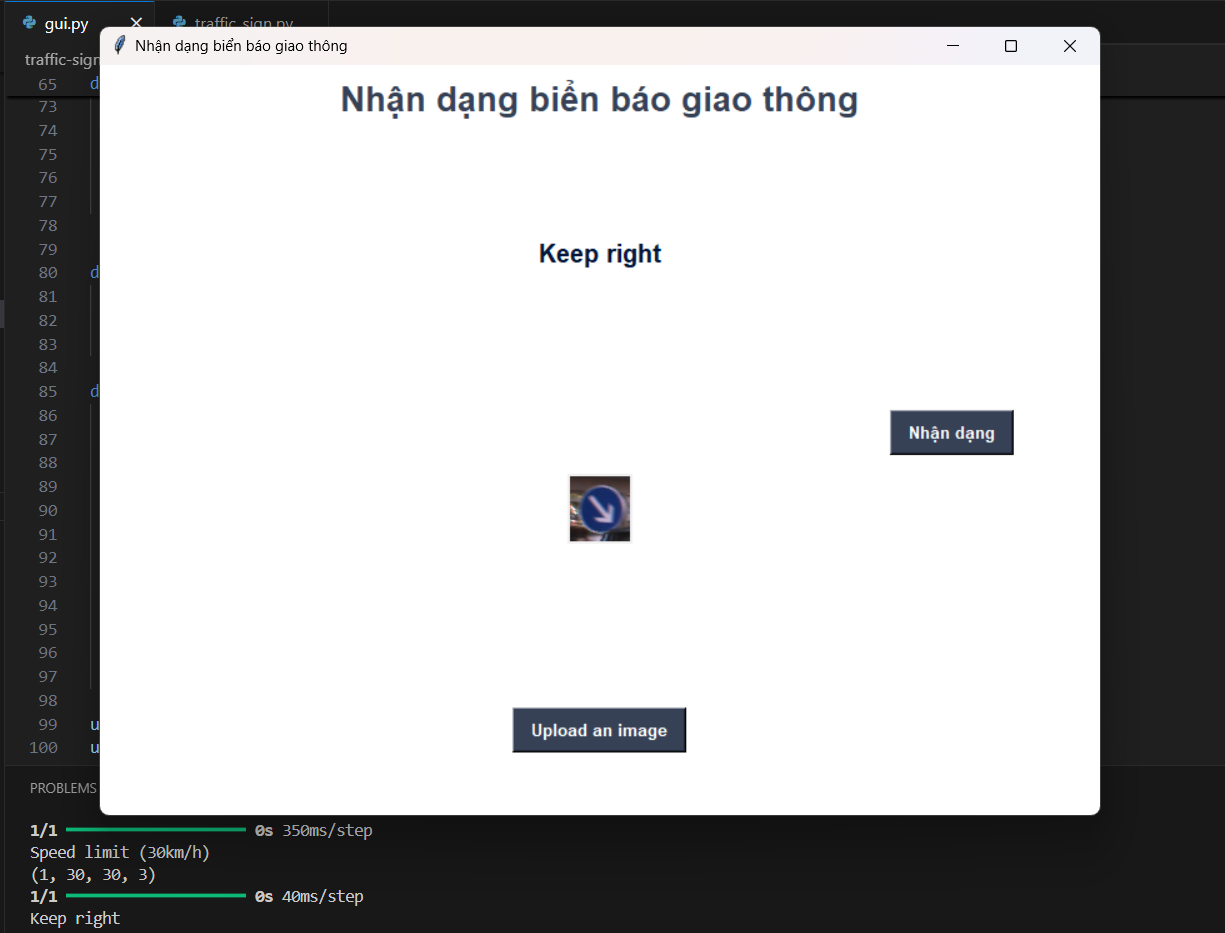 gui.py
traffic_sign.py
Nhận dạng biển báo giao thông
traffic-sign
65 d
73
74
75
76
77
78
79
80 d
81
82
83
84
85 d
86
87
88
89
90
91
92
93
94
95
96
97
98
99 u
100 u
Nhận dạng biển báo giao thông
Keep right
Nhận dạng
Upload an image
PROBLEMS
1/1 0s 350ms/step
Speed limit (30km/h)
(1, 30, 30, 3)
1/1 0s 40ms/step
Keep right